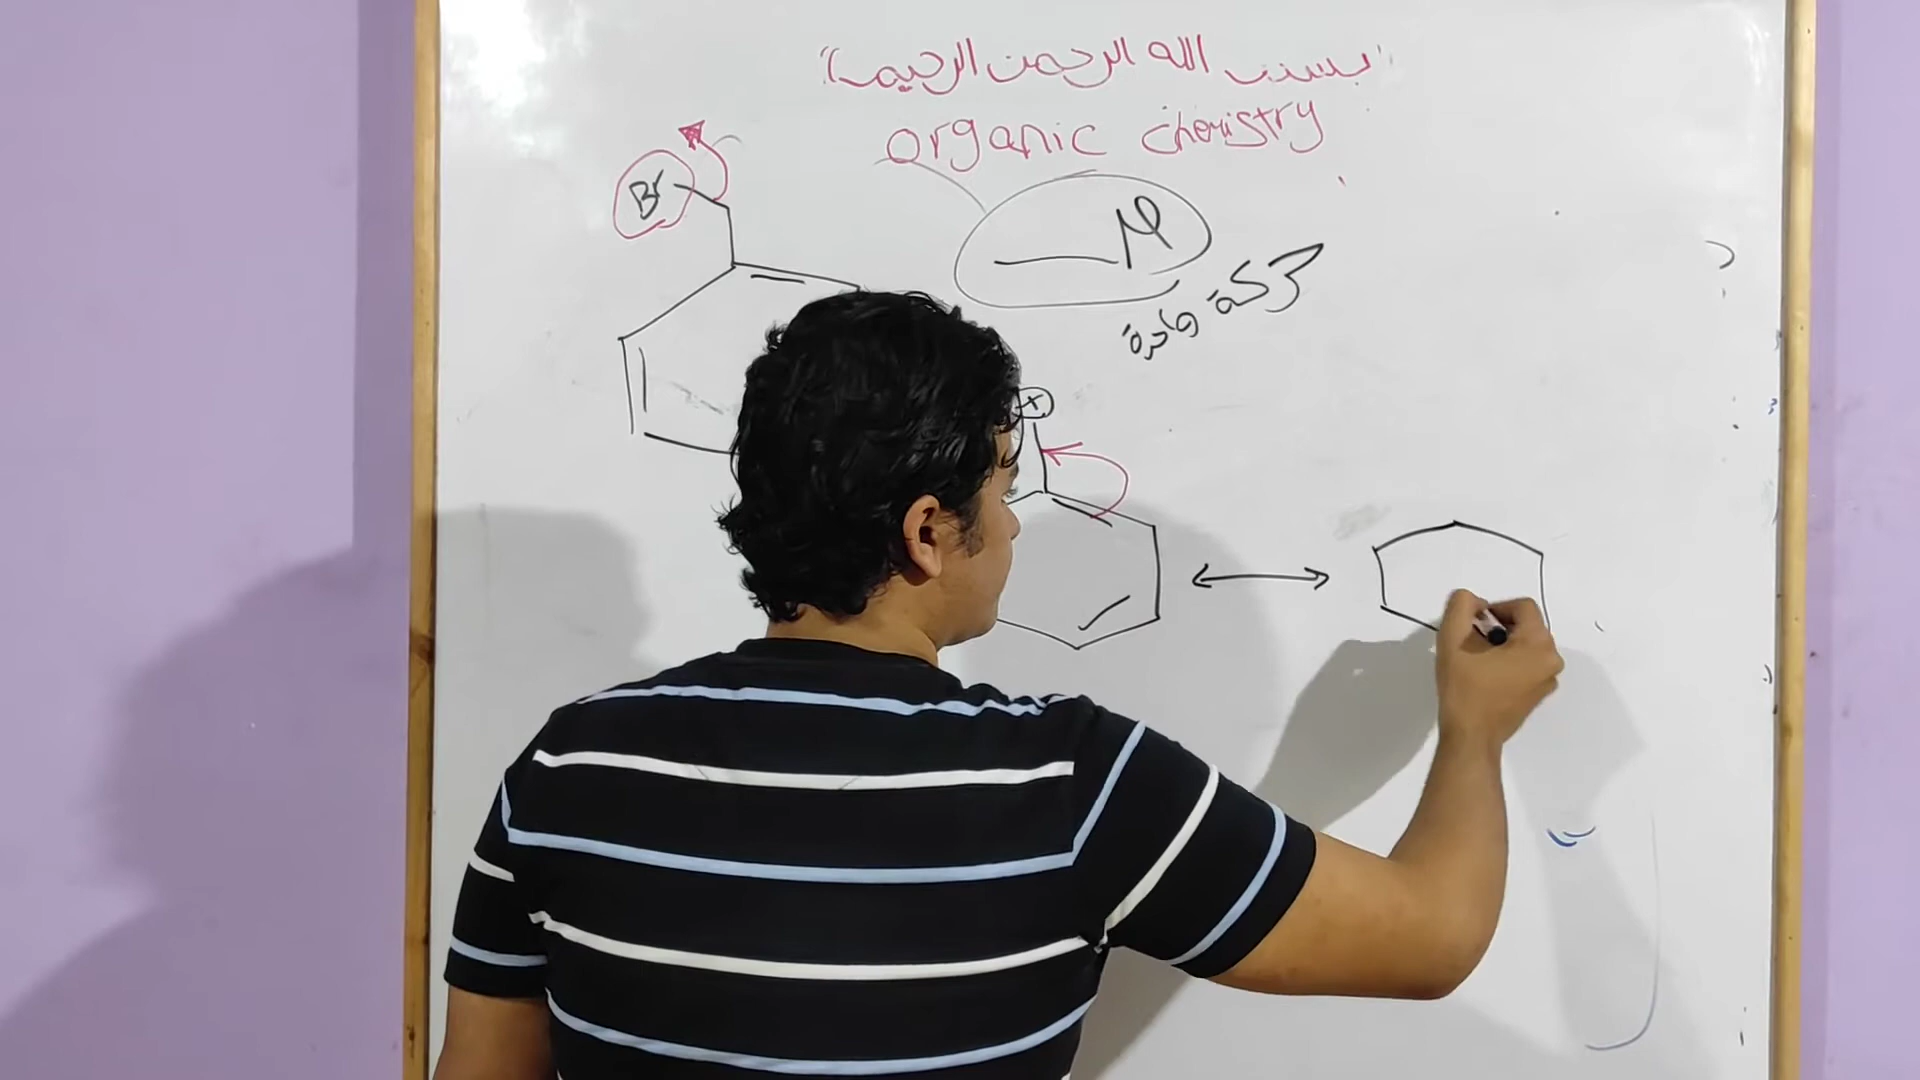 بسم الله الرحمن الرحيم
organic chemistry
Br
M
حركة واحدة
+